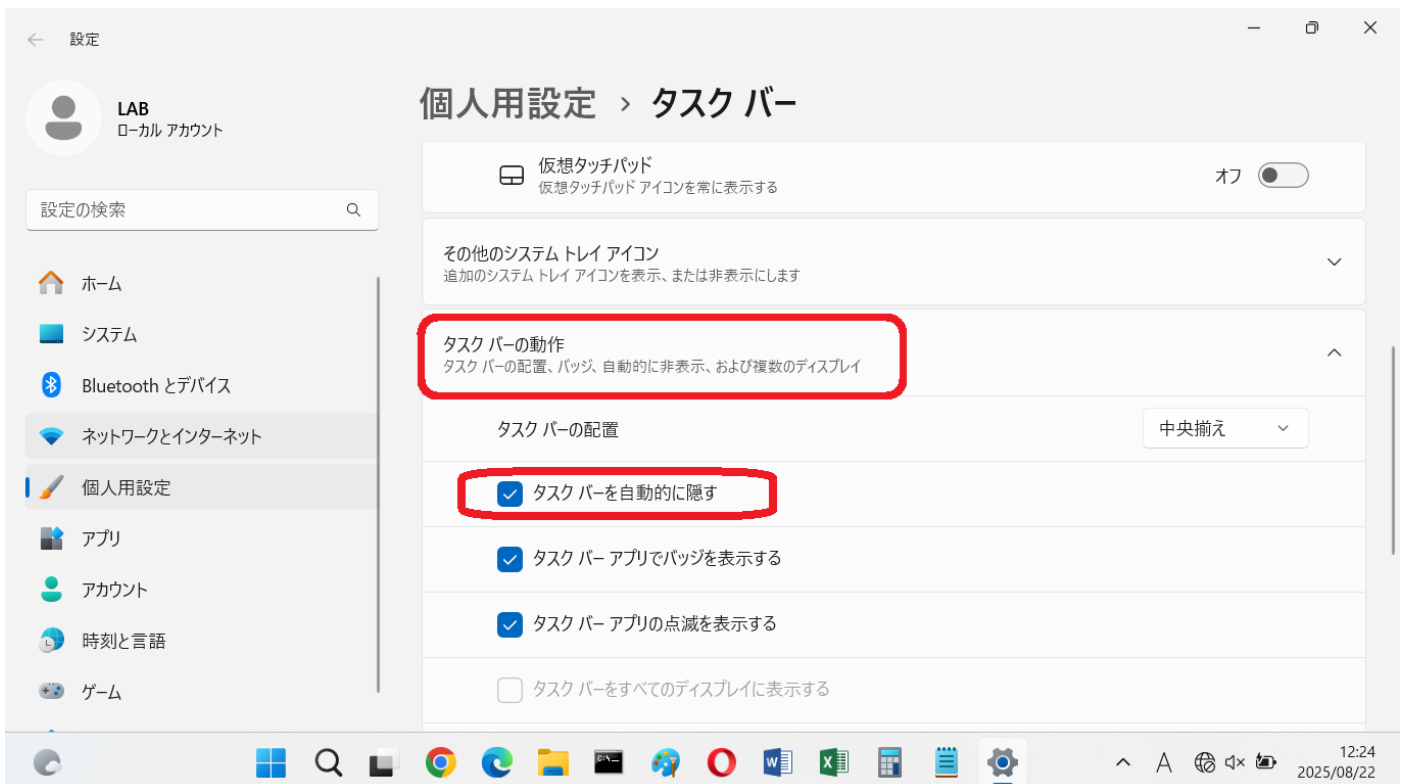 設定
LAB
ローカル アカウント
設定の検索
ホーム
システム
Bluetooth とデバイス
ネットワークとインターネット
個人用設定
アプリ
アカウント
時刻と言語
ゲーム
個人用設定 › タスク バー
仮想タッチパッド
仮想タッチパッド アイコンを常に表示する
オフ
その他のシステム トレイ アイコン
追加のシステム トレイ アイコンを表示、または非表示にします
タスク バーの動作
タスク バーの配置、バッジ、自動的に非表示、および複数のディスプレイ
タスク バーの配置
中央揃え
タスク バーを自動的に隠す
タスク バー アプリでバッジを表示する
タスク バー アプリの点滅を表示する
タスク バーをすべてのディスプレイに表示する
A
12:24
2025/08/22